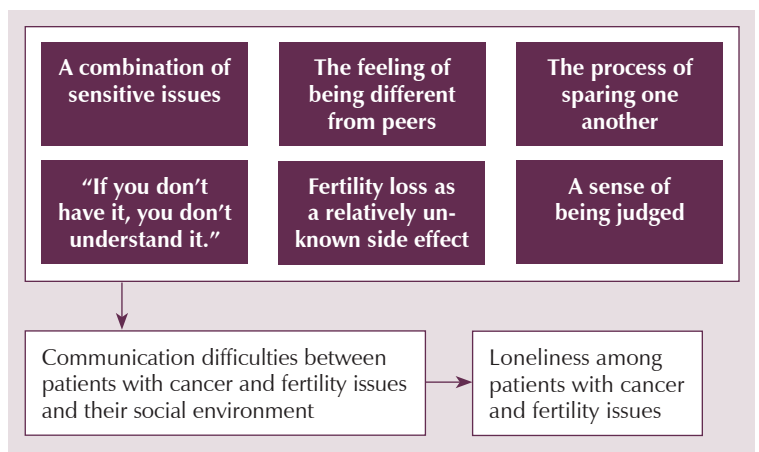 A combination of
sensitive issues
The feeling of
being different
from peers
The process of
sparing one
another
“If you don’t
have it, you don’t
understand it.”
Fertility loss as
a relatively un-
known side effect
A sense of
being judged
Communication difficulties between
patients with cancer and fertility issues
and their social environment
Loneliness among
patients with cancer
and fertility issues